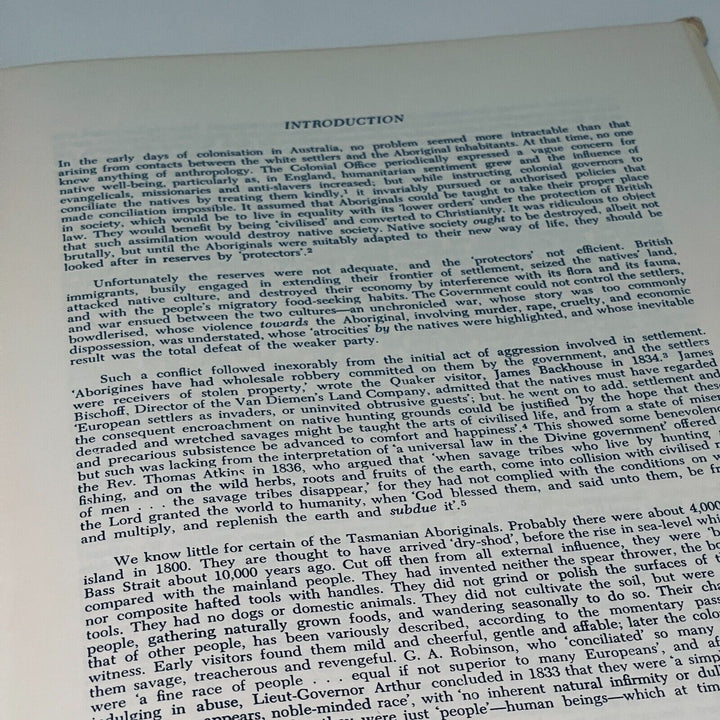 INTRODUCTION
In the early days of colonisation in Australia, no problem seemed more intractable than that
arising from contacts between the white settlers and the Aboriginal inhabitants. At that time, no one
knew anything of anthropology. The Colonial Office periodically expressed a vague concern for
native well-being, particularly as, in England, humanitarian sentiment grew and the influence of
evangelicals, missionaries and anti-slavers increased; but while instructing colonial governors to
conciliate the natives by treating them kindly,¹ it invariably pursued or authorised policies that
made conciliation impossible. It assumed that Aboriginals could be taught to take their proper place
in society, which would be to live in equality with its 'lower orders' under the protection of British
law. They would benefit by being 'civilised' and converted to Christianity. It was ridiculous to object
that such assimilation would destroy native society. Native society ought to be destroyed, albeit not
brutally, but until the Aboriginals were suitably adapted to their new way of life, they should be
looked after in reserves by 'protectors'.²
Unfortunately the reserves were not adequate, and the 'protectors' not efficient. British
immigrants, busily engaged in extending their frontier of settlement, seized the natives' land,
attacked native culture, and destroyed their economy by interference with its flora and its fauna,
and with the people's migratory food-seeking habits. The Government could not control the settlers,
and war ensued between the two cultures—an unchronicled war, whose story was too commonly
bowdlerised, whose violence towards the Aboriginal, involving murder, rape, cruelty, and economic
dispossession, was understated, whose 'atrocities' by the natives were highlighted, and whose inevitable
result was the total defeat of the weaker party.
Such a conflict followed inexorably from the initial act of aggression involved in settlement.
'Aborigines have had wholesale robbery committed on them by the government, and the settlers
were receivers of stolen property,' wrote the Quaker visitor, James Backhouse in 1834.³ James
Bischoff, Director of the Van Diemen's Land Company, admitted that the natives must have regarded
'European settlers as invaders, or uninvited obtrusive guests'; but, he went on to add, settlement and
the consequent encroachment on native hunting grounds could be justified 'by the hope that these
degraded and wretched savages might be taught the arts of civilised life, and from a state of
and precarious subsistence be advanced to comfort and happiness'.⁴ This showed some
but such was lacking from the interpretation of 'a universal law in the Divine government' offered
the Rev. Thomas Atkins in 1836, who argued that 'when savage tribes who live by hunting,
fishing, and on the wild herbs, roots and fruits of the earth, come into collision with civilised
of men . . . the savage tribes disappear,' for they had not complied with the conditions on
the Lord granted the world to humanity, when 'God blessed them, and said unto them, be
and multiply, and replenish the earth and subdue it'.⁵
We know little for certain of the Tasmanian Aboriginals. Probably there were about 4,000
island in 1800. They are thought to have arrived 'dry-shod', before the rise in sea-level
Bass Strait about 10,000 years ago. Cut off then from all external influence, they were
compared with the mainland people. They had invented neither the spear thrower, the
nor composite hafted tools with handles. They did not grind or polish the surfaces of
tools. They had no dogs or domestic animals. They did not cultivate the soil, but were
people, gathering naturally grown foods, and wandering seasonally to do so. Their
that of other people, has been variously described, according to the momentary
witness. Early visitors found them mild and cheerful, gentle and affable; later the
them savage, treacherous and revengeful. G. A. Robinson, who 'conciliated' so many
were 'a fine race of people . . . equal if not superior to many Europeans', and
indulging in abuse, Lieut-Governor Arthur concluded in 1833 that they were 'a
appears, noble-minded race', with 'no inherent natural infirmity or
were just 'people'—human beings—which at